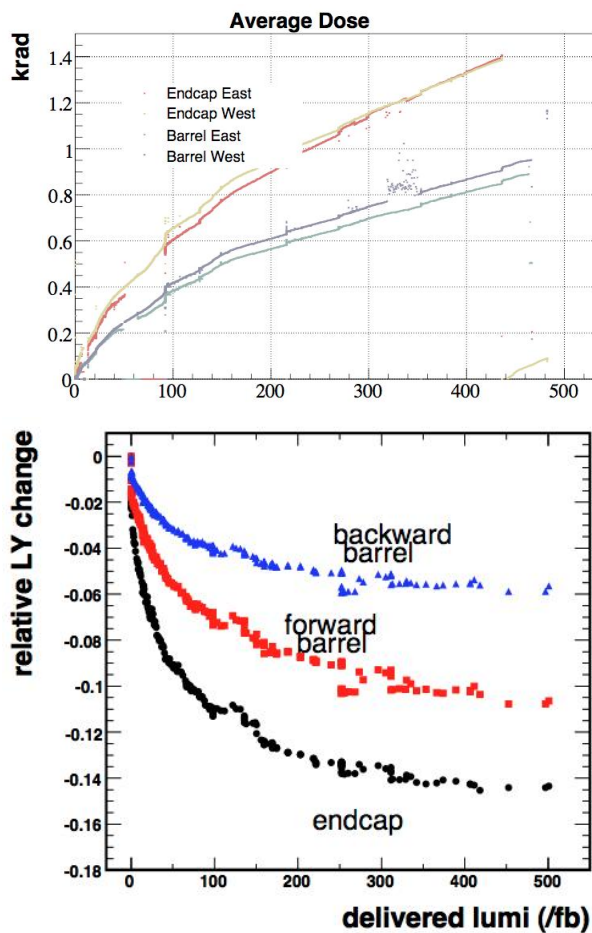 Average Dose
krad
1.4
1.2
1
0.8
0.6
0.4
0.2
0
Endcap East
Endcap West
Barrel East
Barrel West
0 100 200 300 400 500
relative LY change
0
-0.02
-0.04
-0.06
-0.08
-0.1
-0.12
-0.14
-0.16
-0.18
backward
barrel
forward
barrel
endcap
0 100 200 300 400 500
delivered lumi (/fb)